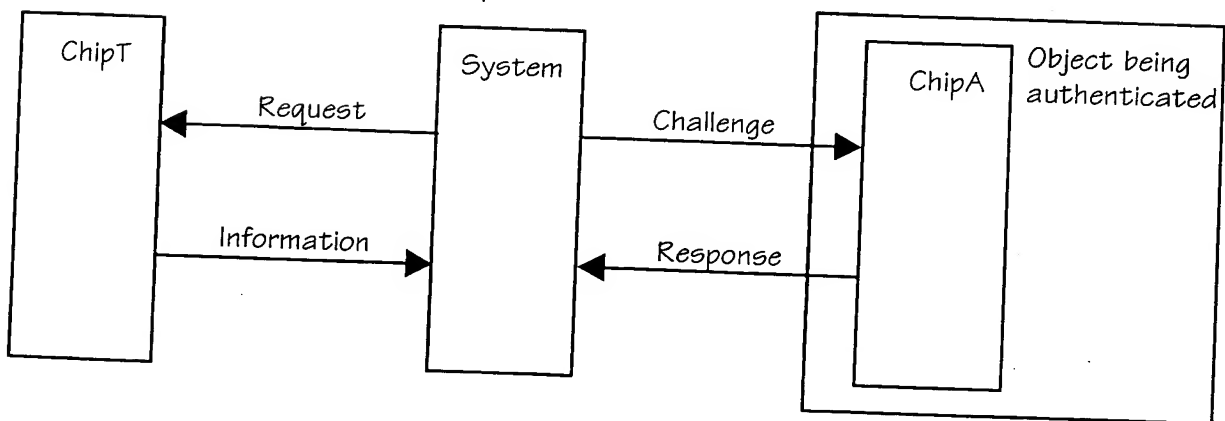 ChipT
System
ChipA
Object being
authenticated
Request
Challenge
Information
Response